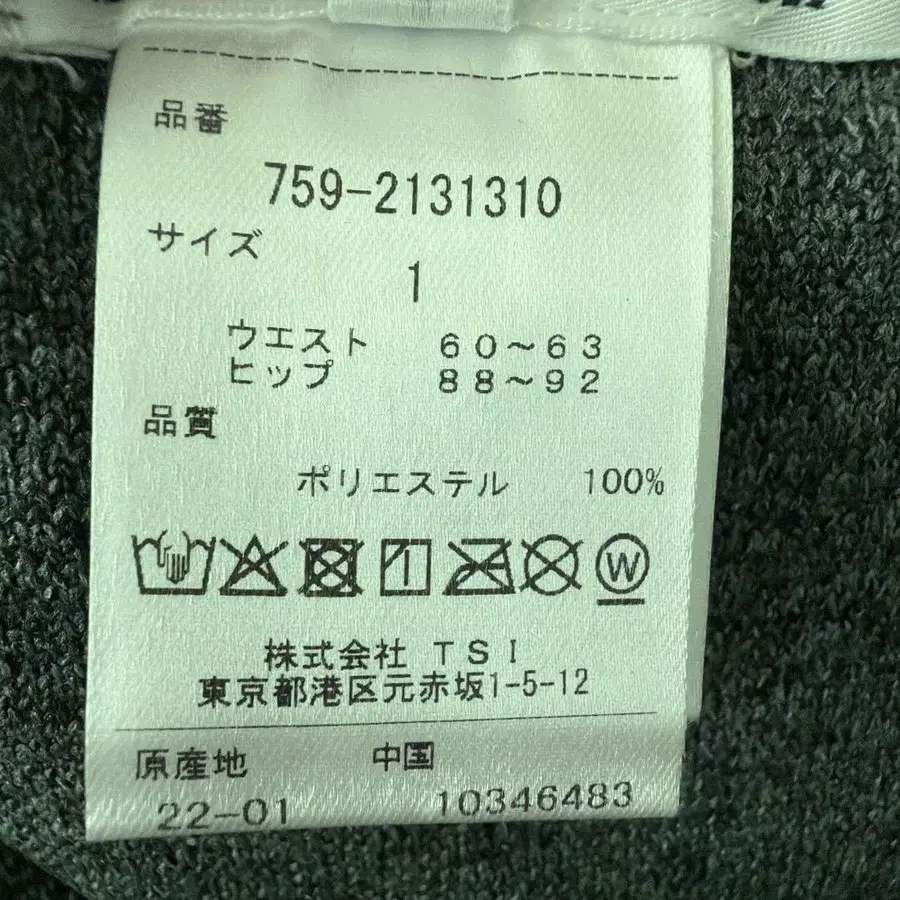 品番
759-2131310
サイズ
1
ウエスト 60～63
ヒップ 88～92
品質
ポリエステル 100%
W
株式会社 TSI
東京都港区元赤坂1-5-12
原産地 中国
22-01 10346483